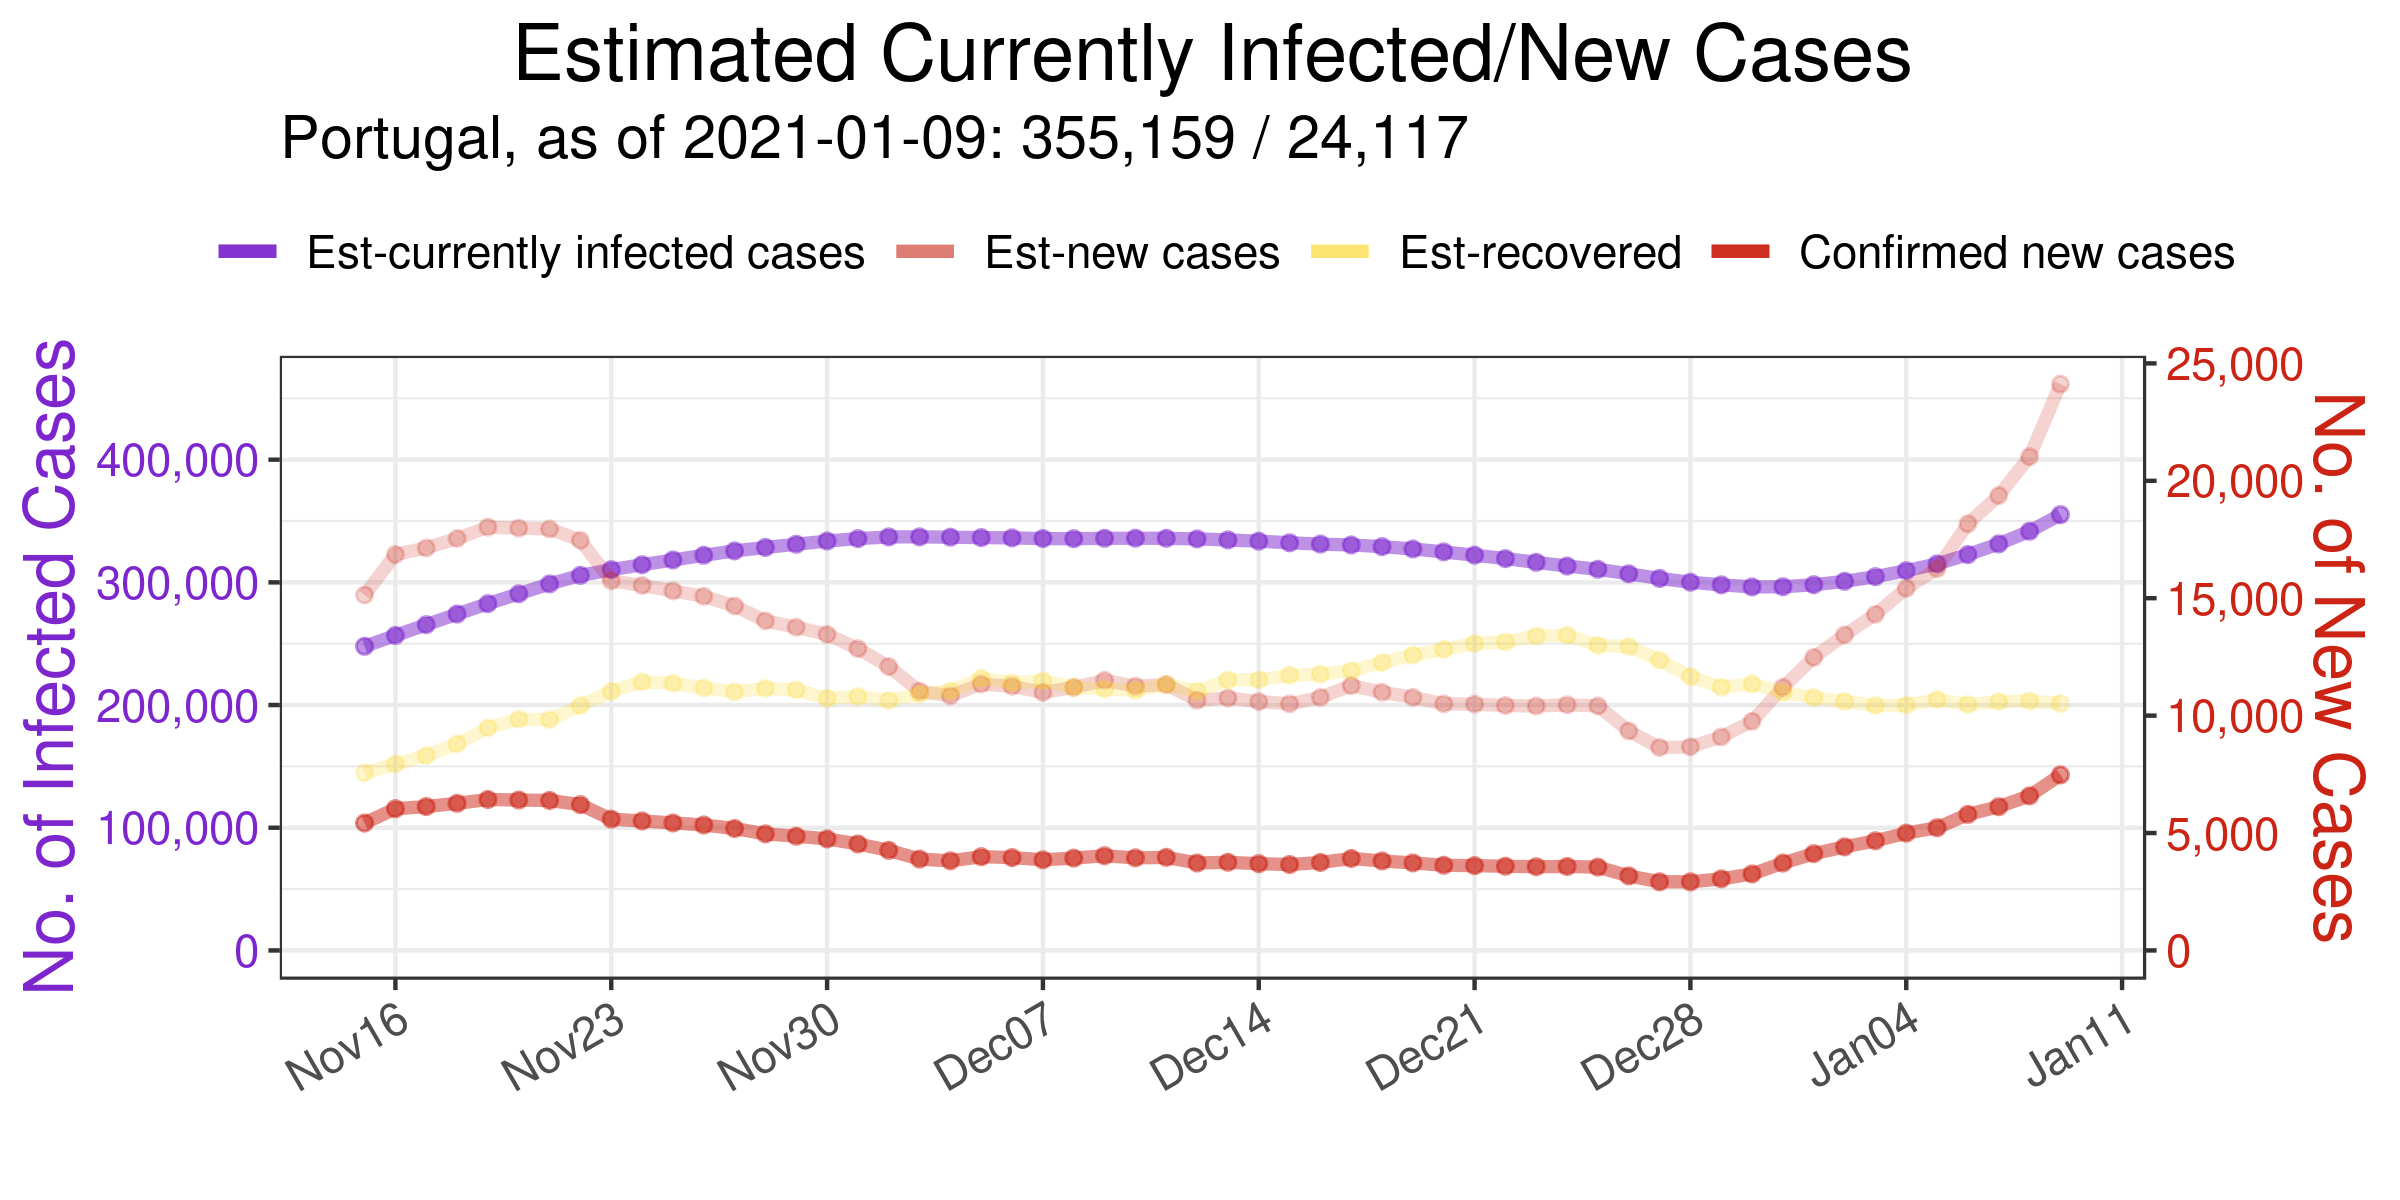 Estimated Currently Infected/New Cases
Portugal, as of 2021-01-09: 355,159 / 24,117
Est-currently infected cases Est-new cases Est-recovered Confirmed new cases
No. of Infected Cases
400,000
300,000
200,000
100,000
0
25,000
20,000
15,000
10,000
5,000
0
No. of New Cases
Nov16 Nov23 Nov30 Dec07 Dec14 Dec21 Dec28 Jan04 Jan11